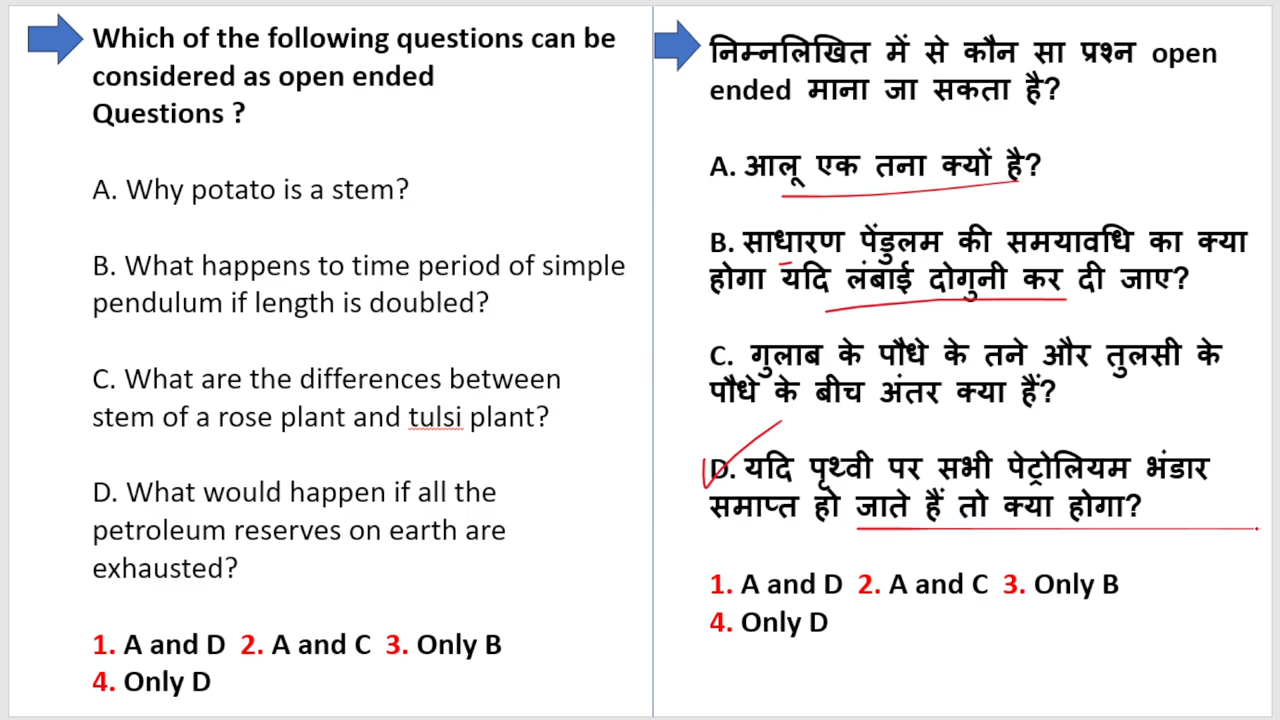 Which of the following questions can be
considered as open ended
Questions ?
A. Why potato is a stem?
B. What happens to time period of simple
pendulum if length is doubled?
C. What are the differences between
stem of a rose plant and tulsi plant?
D. What would happen if all the
petroleum reserves on earth are
exhausted?
1. A and D 2. A and C 3. Only B
4. Only D
निम्नलिखित में से कौन सा प्रश्न open
ended माना जा सकता है?
A. आलू एक तना क्यों है?
B. साधारण पेंडुलम की समयावधि का क्या
होगा यदि लंबाई दोगुनी कर दी जाए?
C. गुलाब के पौधे के तने और तुलसी के
पौधे के बीच अंतर क्या हैं?
D. यदि पृथ्वी पर सभी पेट्रोलियम भंडार
समाप्त हो जाते हैं तो क्या होगा?
1. A and D 2. A and C 3. Only B
4. Only D